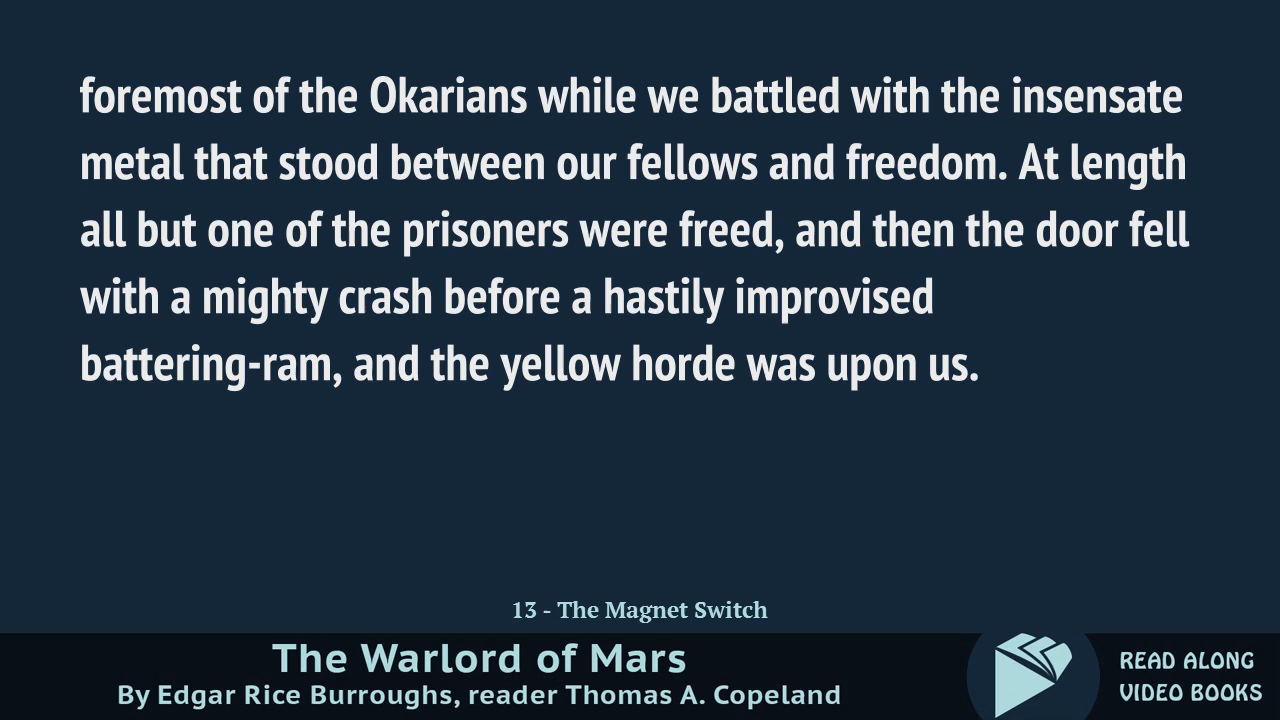 foremost of the Okarians while we battled with the insensate
metal that stood between our fellows and freedom. At length
all but one of the prisoners were freed, and then the door fell
with a mighty crash before a hastily improvised
battering-ram, and the yellow horde was upon us.
13 - The Magnet Switch
The Warlord of Mars
By Edgar Rice Burroughs, reader Thomas A. Copeland
READ ALONG
VIDEO BOOKS